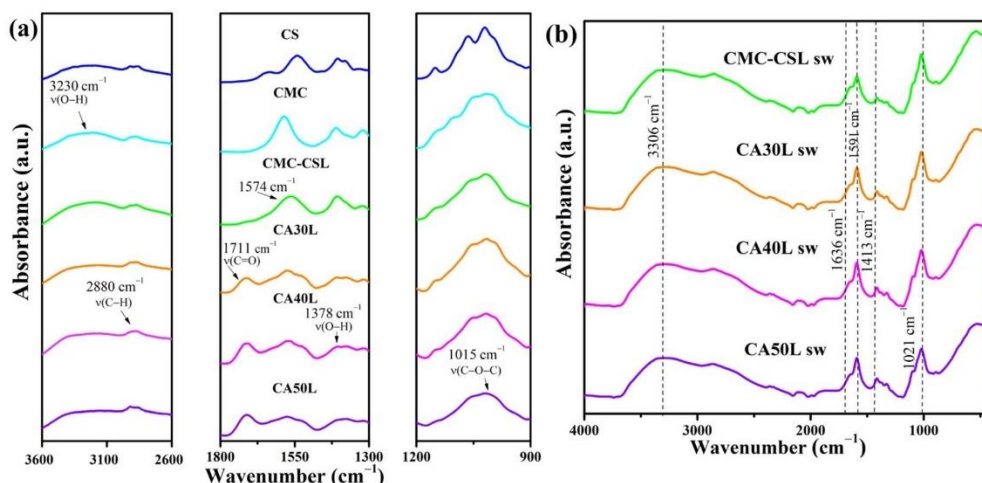 (a)
Absorbance (a.u.)
3230 cm⁻¹
ν(O–H)
2880 cm⁻¹
ν(C–H)
3600 3100 2600
CS
CMC
CMC-CSL
1574 cm⁻¹
CA30L
1711 cm⁻¹
ν(C=O)
CA40L
1378 cm⁻¹
ν(O–H)
CA50L
1800 1550 1300
Wavenumber (cm⁻¹)
1015 cm⁻¹
ν(C–O–C)
1200 900
(b)
Absorbance (a.u.)
CMC-CSL sw
3306 cm⁻¹
1591 cm⁻¹
CA30L sw
1636 cm⁻¹
1413 cm⁻¹
CA40L sw
1021 cm⁻¹
CA50L sw
4000 3000 2000 1000
Wavenumber (cm⁻¹)